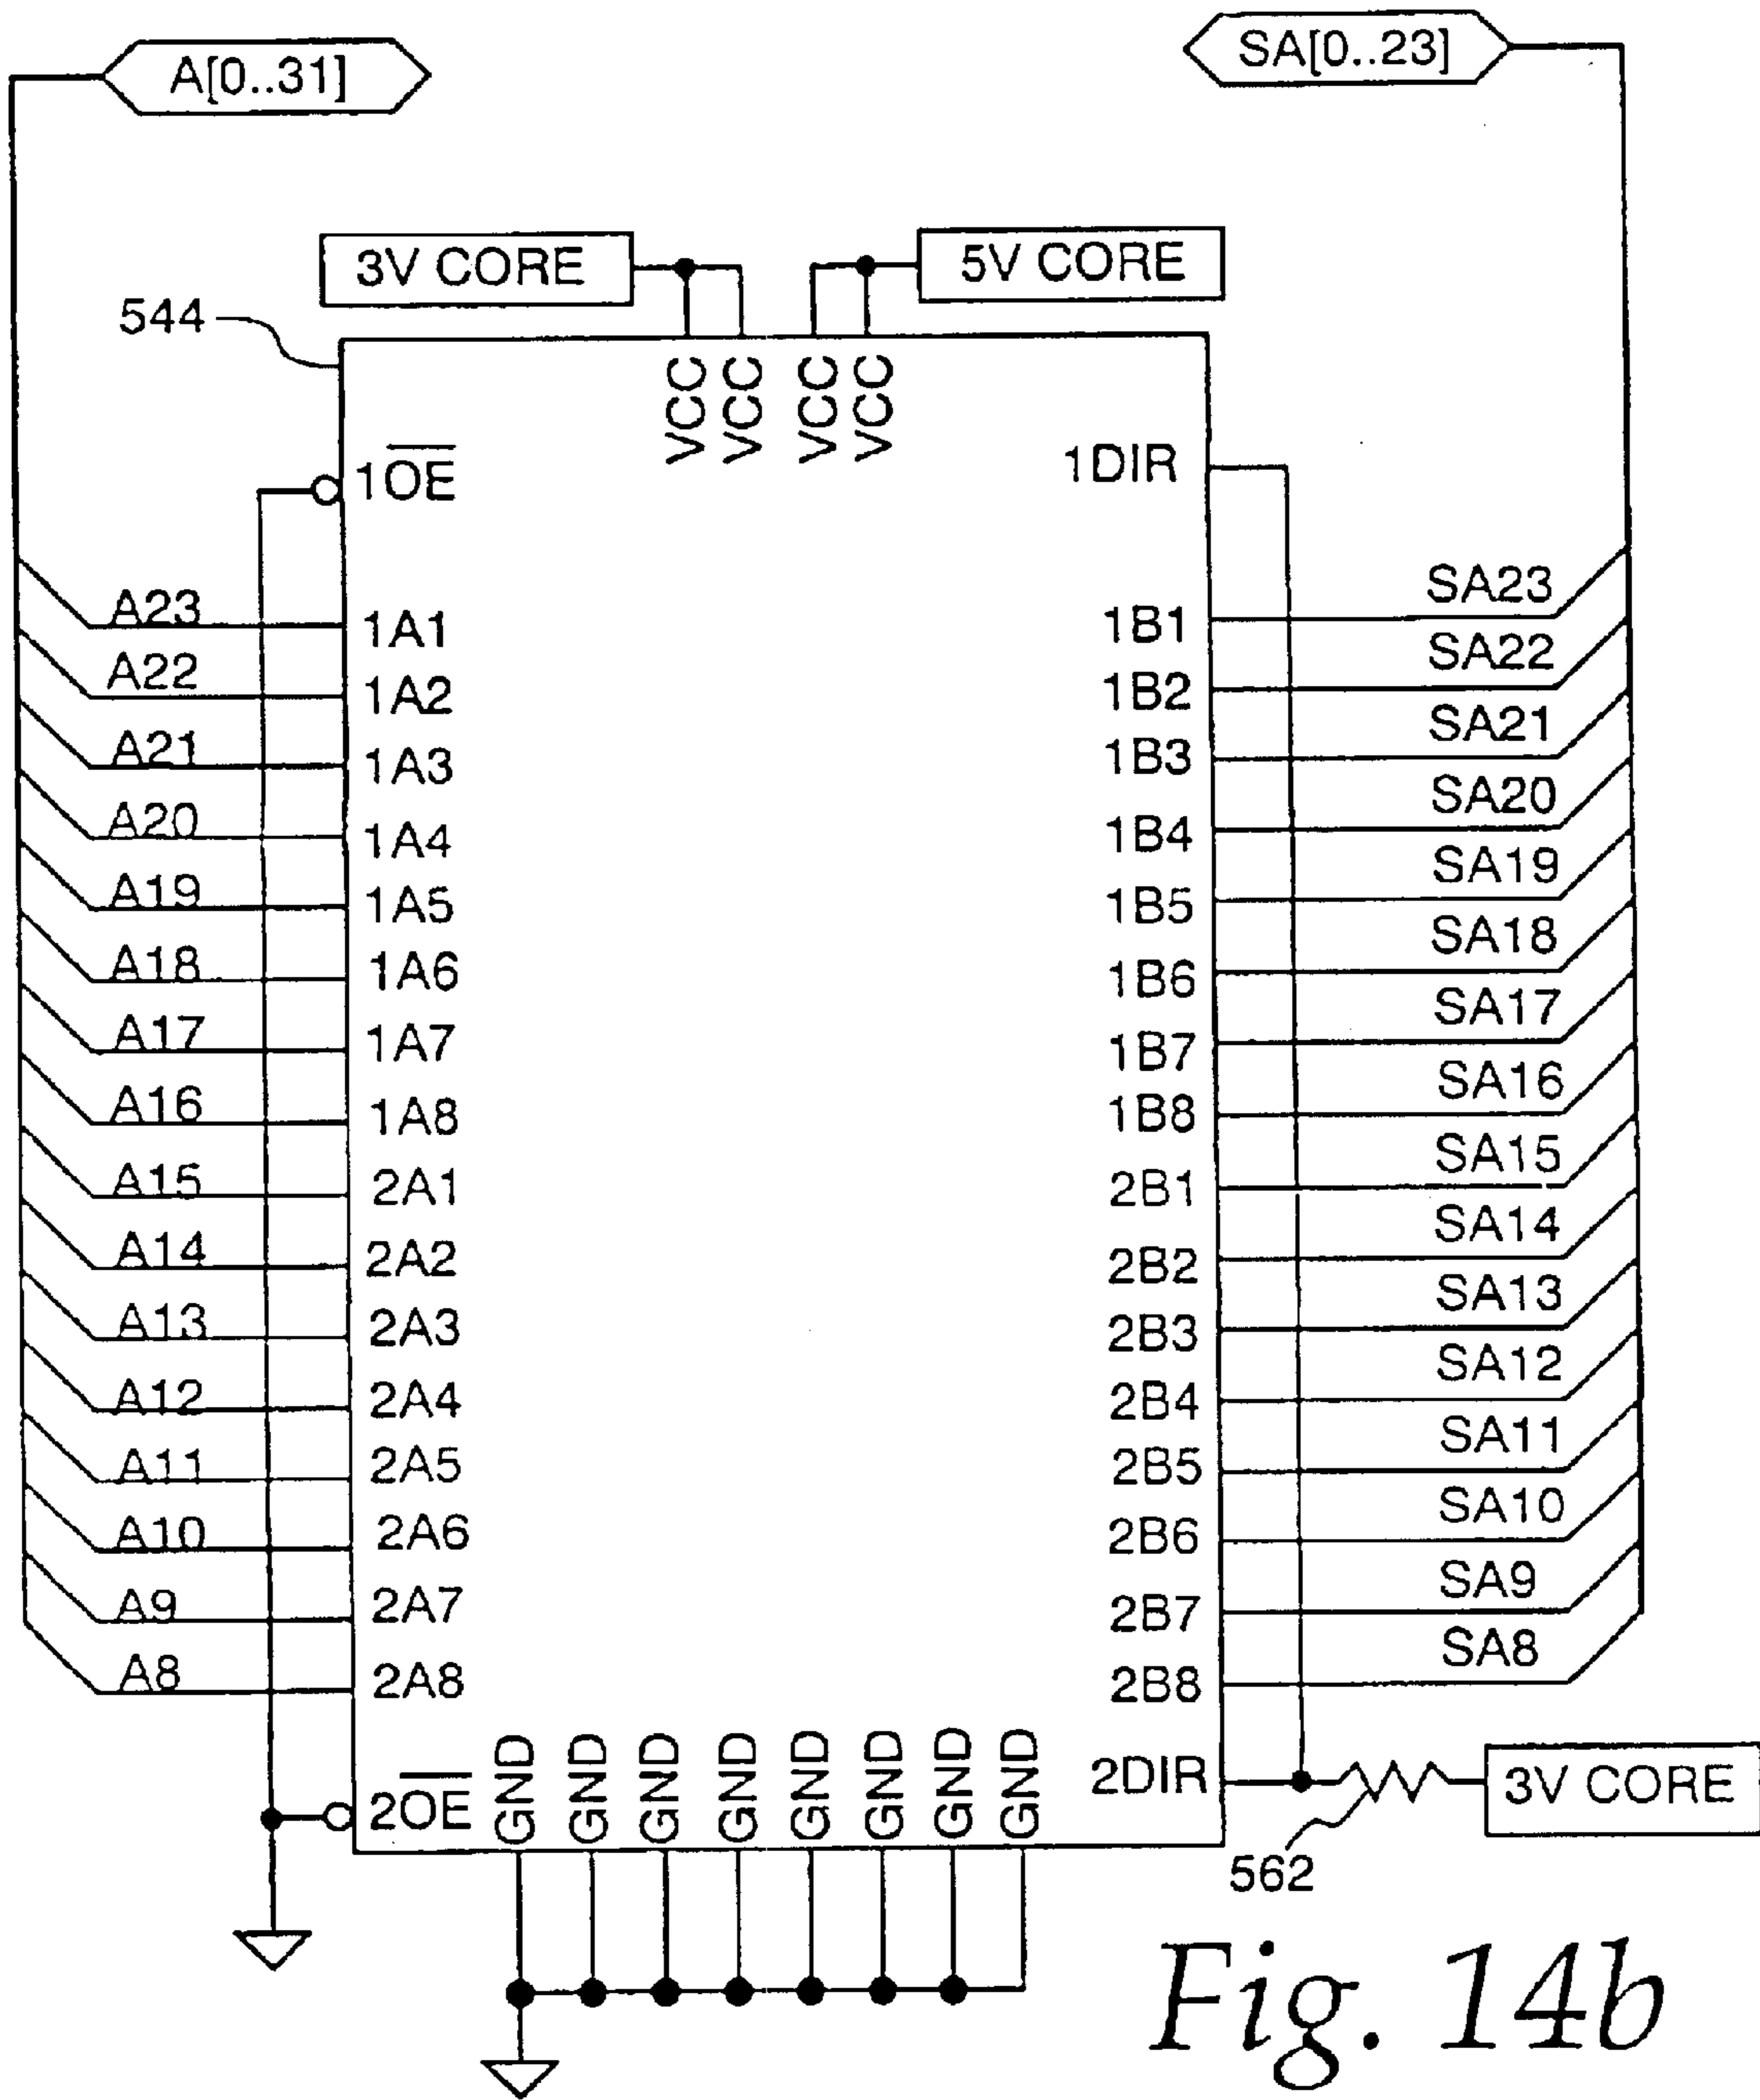 A[0..31] SA[0..23]
3V CORE 5V CORE
544
VCC VCC VCC VCC
1OE 1DIR
A23 1A1 1B1 SA23
A22 1A2 1B2 SA22
A21 1A3 1B3 SA21
A20 1A4 1B4 SA20
A19 1A5 1B5 SA19
A18 1A6 1B6 SA18
A17 1A7 1B7 SA17
A16 1A8 1B8 SA16
A15 2A1 2B1 SA15
A14 2A2 2B2 SA14
A13 2A3 2B3 SA13
A12 2A4 2B4 SA12
A11 2A5 2B5 SA11
A10 2A6 2B6 SA10
A9 2A7 2B7 SA9
A8 2A8 2B8 SA8
2OE GND GND GND GND GND GND GND GND 2DIR 3V CORE
562
Fig. 14b